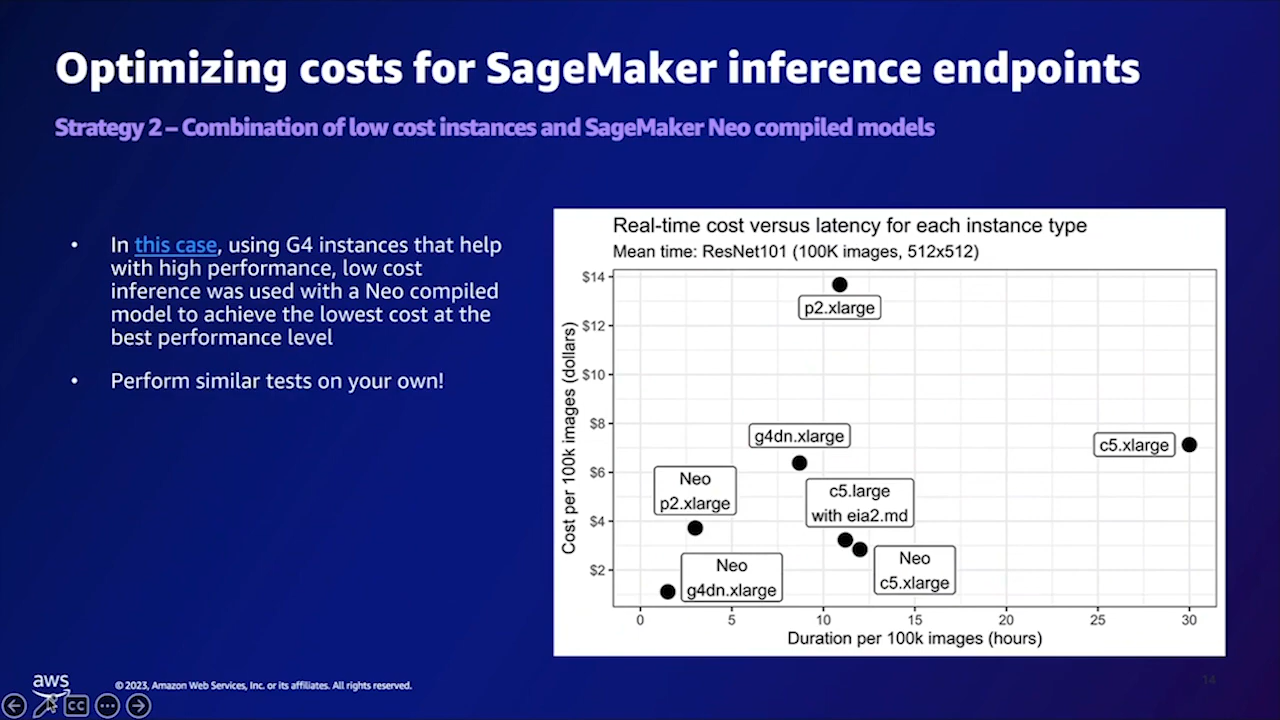 Optimizing costs for SageMaker inference endpoints
Strategy 2 – Combination of low cost instances and SageMaker Neo compiled models
• In this case, using G4 instances that help
with high performance, low cost
inference was used with a Neo compiled
model to achieve the lowest cost at the
best performance level
• Perform similar tests on your own!
Real-time cost versus latency for each instance type
Mean time: ResNet101 (100K images, 512x512)
Cost per 100k images (dollars)
$14
$12
$10
$8
$6
$4
$2
p2.xlarge
g4dn.xlarge
c5.xlarge
Neo
p2.xlarge
c5.large
with eia2.md
Neo
g4dn.xlarge
Neo
c5.xlarge
0 5 10 15 20 25 30
Duration per 100k images (hours)
aws
© 2023, Amazon Web Services, Inc. or its affiliates. All rights reserved.
14
CC